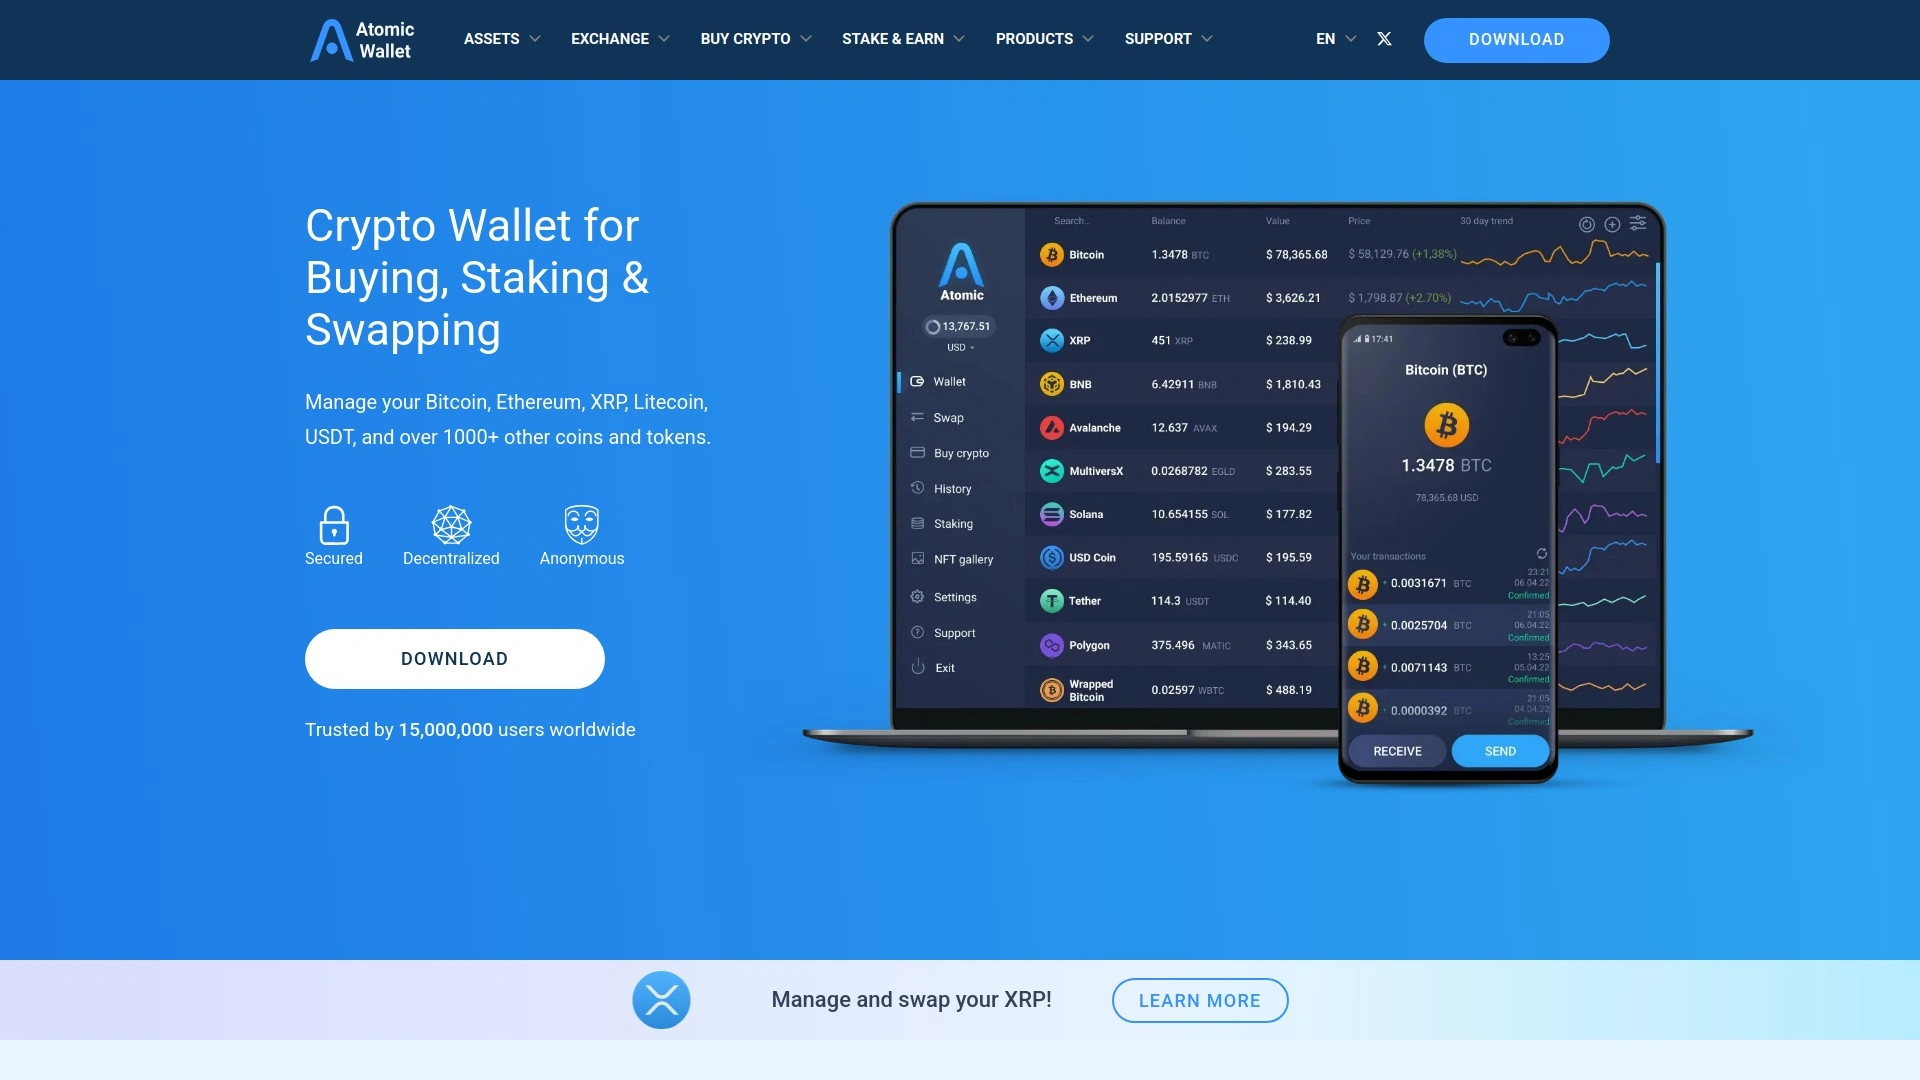 Atomic
Wallet
ASSETS
EXCHANGE
BUY CRYPTO
STAKE & EARN
PRODUCTS
SUPPORT
EN
DOWNLOAD
Crypto Wallet for
Buying, Staking &
Swapping
Manage your Bitcoin, Ethereum, XRP, Litecoin,
USDT, and over 1000+ other coins and tokens.
Secured
Decentralized
Anonymous
DOWNLOAD
Trusted by 15,000,000 users worldwide
Atomic
13,767.51
USD
Wallet
Swap
Buy crypto
History
Staking
NFT gallery
Settings
Support
Exit
Search... Balance Value Price 30 day trend
Bitcoin 1.3478 BTC $ 78,365.68 $ 58,129.76 (+1,38%)
Ethereum 2.0152977 ETH $ 3,626.21 $ 1,798.87 (+2.70%)
XRP 451 XRP $ 238.99
BNB 6.42911 BNB $ 1,810.43
Avalanche 12.637 AVAX $ 194.29
MultiversX 0.0268782 EGLD $ 283.55
Solana 10.654155 SOL $ 177.82
USD Coin 195.59165 USDC $ 195.59
Tether 114.3 USDT $ 114.40
Polygon 375.496 MATIC $ 343.65
Wrapped
Bitcoin 0.02597 WBTC $ 488.19
17:41
Bitcoin (BTC)
1.3478 BTC
78,365.68 USD
Your transactions
23:21
+ 0.0031671 BTC 06.04.22
Confirmed
21:05
+ 0.0025704 BTC 06.04.22
Confirmed
13:25
+ 0.0071143 BTC 05.04.22
Confirmed
21:05
+ 0.0000392 BTC 04.04.22
Confirmed
RECEIVE
SEND
Manage and swap your XRP!
LEARN MORE